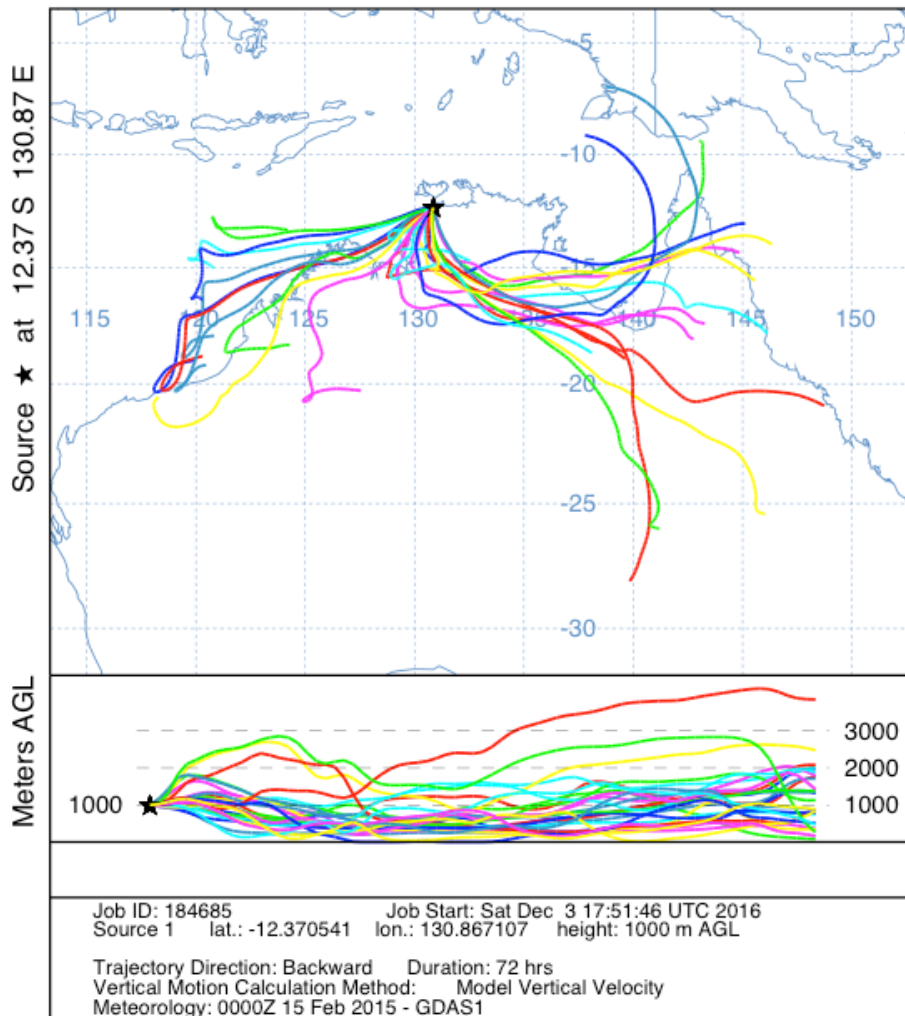 Source ★ at 12.37 S 130.87 E
-5
-10
-15
115 120 125 130 135 140 145 150
-20
-25
-30
Meters AGL
3000
2000
1000 1000
Job ID: 184685 Job Start: Sat Dec 3 17:51:46 UTC 2016
Source 1 lat.: -12.370541 lon.: 130.867107 height: 1000 m AGL
Trajectory Direction: Backward Duration: 72 hrs
Vertical Motion Calculation Method: Model Vertical Velocity
Meteorology: 0000Z 15 Feb 2015 - GDAS1